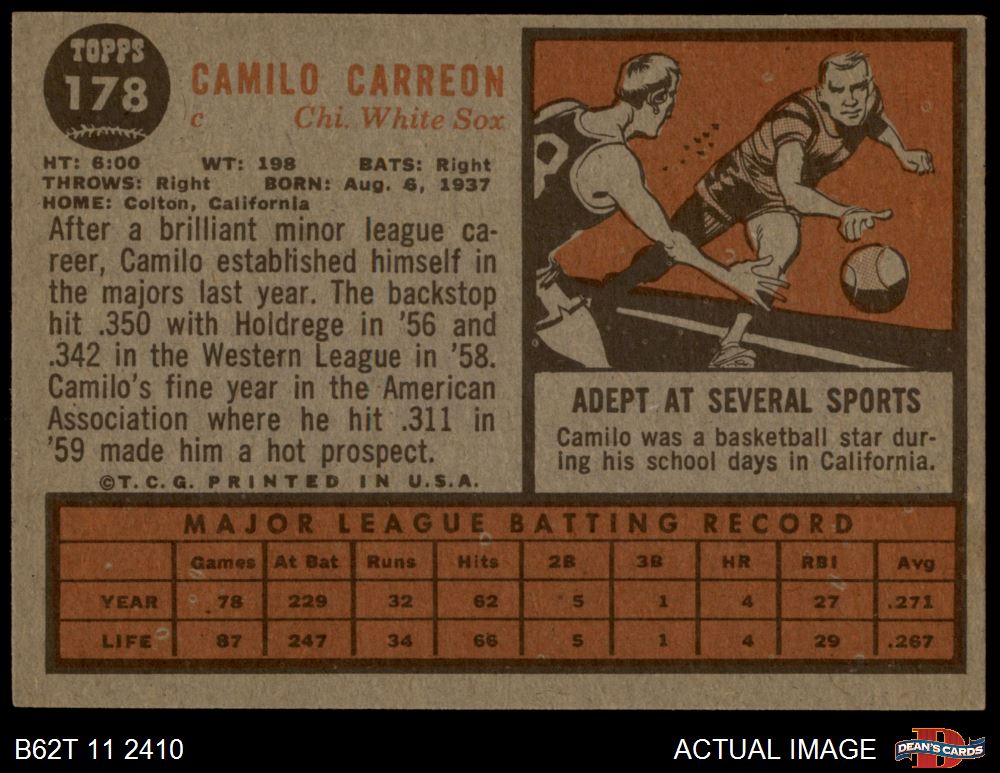 TOPPS
178
CAMILO CARREON
c Chi. White Sox
HT: 6:00 WT: 198 BATS: Right
THROWS: Right BORN: Aug. 6, 1937
HOME: Colton, California
After a brilliant minor league ca-
reer, Camilo established himself in
the majors last year. The backstop
hit .350 with Holdrege in '56 and
.342 in the Western League in '58.
Camilo's fine year in the American
Association where he hit .311 in
'59 made him a hot prospect.
©T.C.G. PRINTED IN U.S.A.
ADEPT AT SEVERAL SPORTS
Camilo was a basketball star dur-
ing his school days in California.
MAJOR LEAGUE BATTING RECORD
Games At Bat Runs Hits 2B 3B HR RBI Avg
YEAR 78 229 32 62 5 1 4 27 .271
LIFE 87 247 34 66 5 1 4 29 .267
B62T 11 2410
ACTUAL IMAGE
D
DEAN'S CARDS